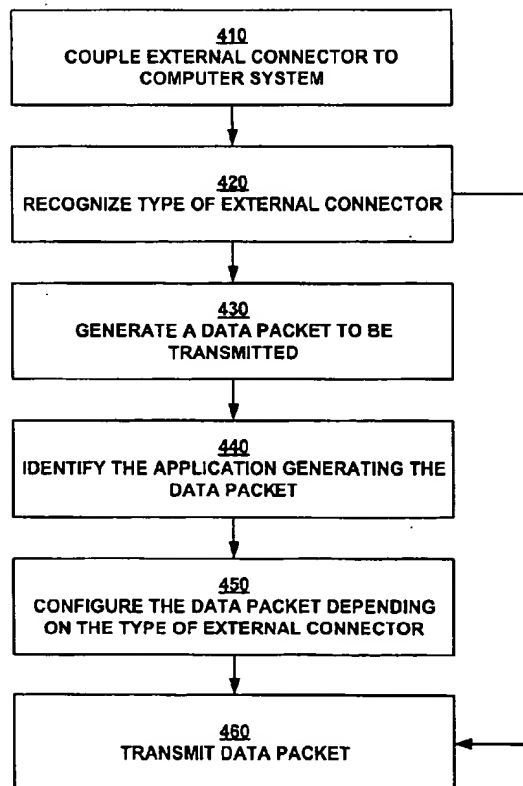 410
COUPLE EXTERNAL CONNECTOR TO
COMPUTER SYSTEM
420
RECOGNIZE TYPE OF EXTERNAL CONNECTOR
430
GENERATE A DATA PACKET TO BE
TRANSMITTED
440
IDENTIFY THE APPLICATION GENERATING THE
DATA PACKET
450
CONFIGURE THE DATA PACKET DEPENDING
ON THE TYPE OF EXTERNAL CONNECTOR
460
TRANSMIT DATA PACKET